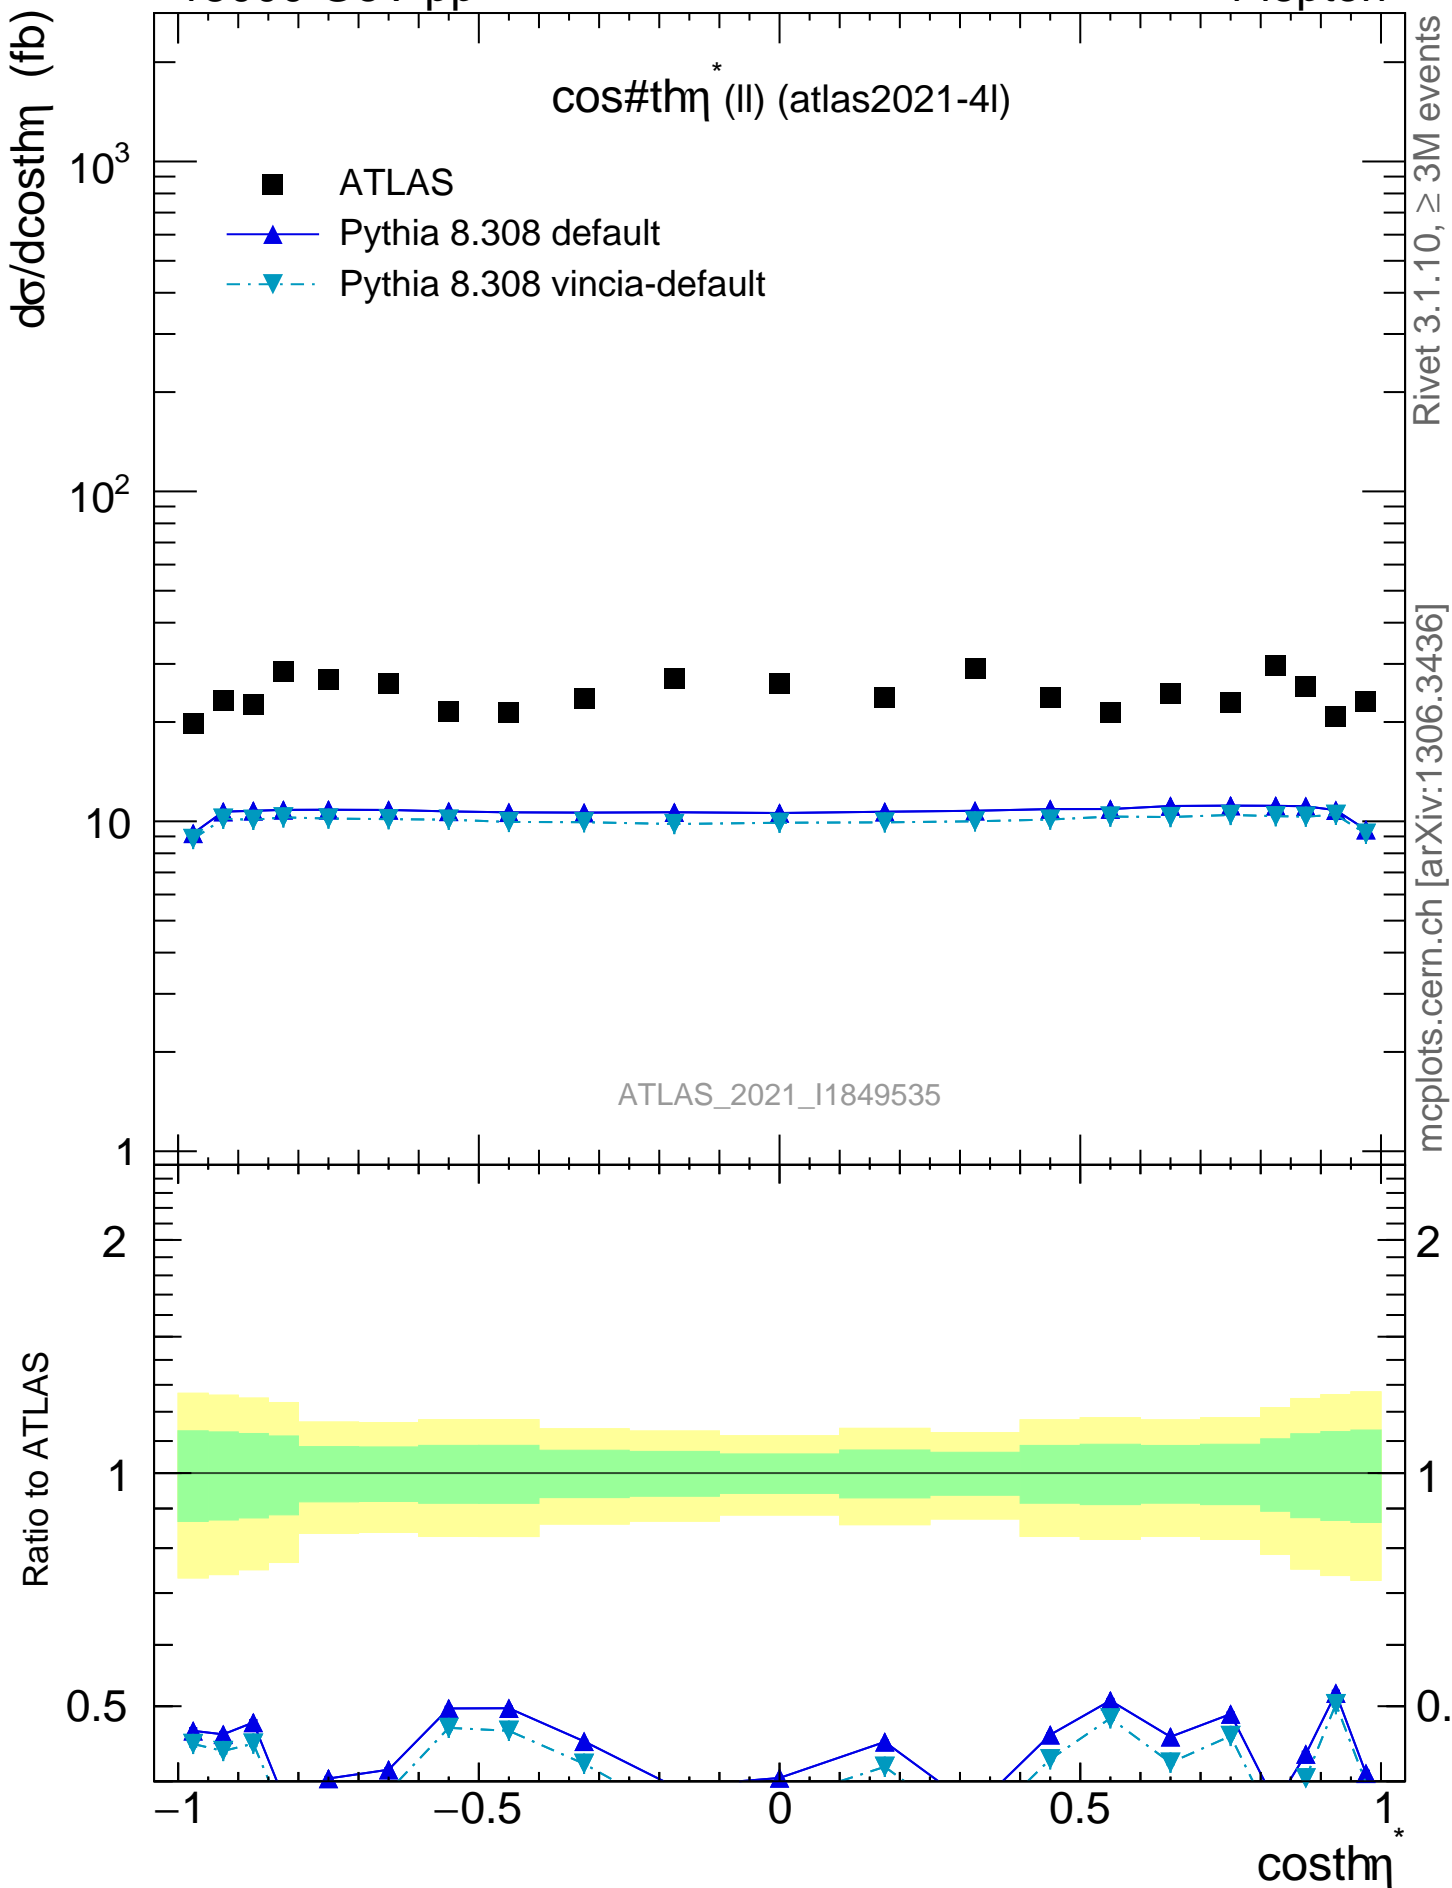 dσ/dcosthη (fb)
cos#thη* (ll) (atlas2021-4l)
ATLAS
Pythia 8.308 default
Pythia 8.308 vincia-default
10³
10²
10
1
ATLAS_2021_I1849535
Rivet 3.1.10, ≥ 3M events
mcplots.cern.ch [arXiv:1306.3436]
Ratio to ATLAS
2
1
0.5
2
1
0.
−1
−0.5
0
0.5
1
costhη*